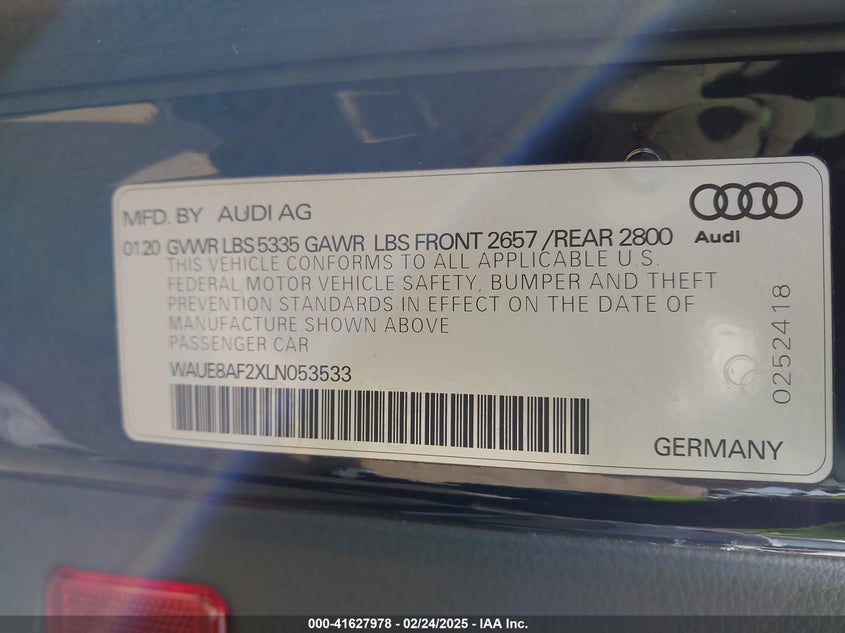 MFD. BY AUDI AG
0120 GVWR LBS 5335 GAWR LBS FRONT 2657 /REAR 2800
Audi
THIS VEHICLE CONFORMS TO ALL APPLICABLE U.S.
FEDERAL MOTOR VEHICLE SAFETY, BUMPER AND THEFT
PREVENTION STANDARDS IN EFFECT ON THE DATE OF
MANUFACTURE SHOWN ABOVE
PASSENGER CAR
WAUE8AF2XLN053533
0252418
GERMANY
000-41627978 - 02/24/2025 - IAA Inc.